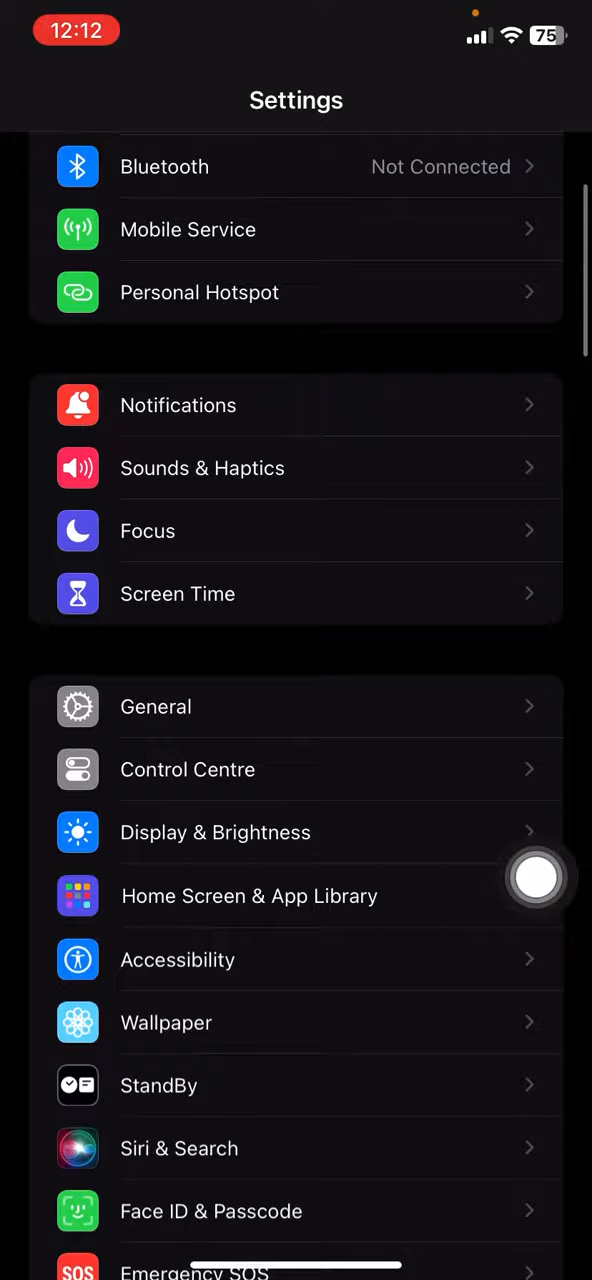 12:12
75
Settings
Bluetooth Not Connected
Mobile Service
Personal Hotspot
Notifications
Sounds & Haptics
Focus
Screen Time
General
Control Centre
Display & Brightness
Home Screen & App Library
Accessibility
Wallpaper
StandBy
Siri & Search
Face ID & Passcode
SOS Emergency SOS